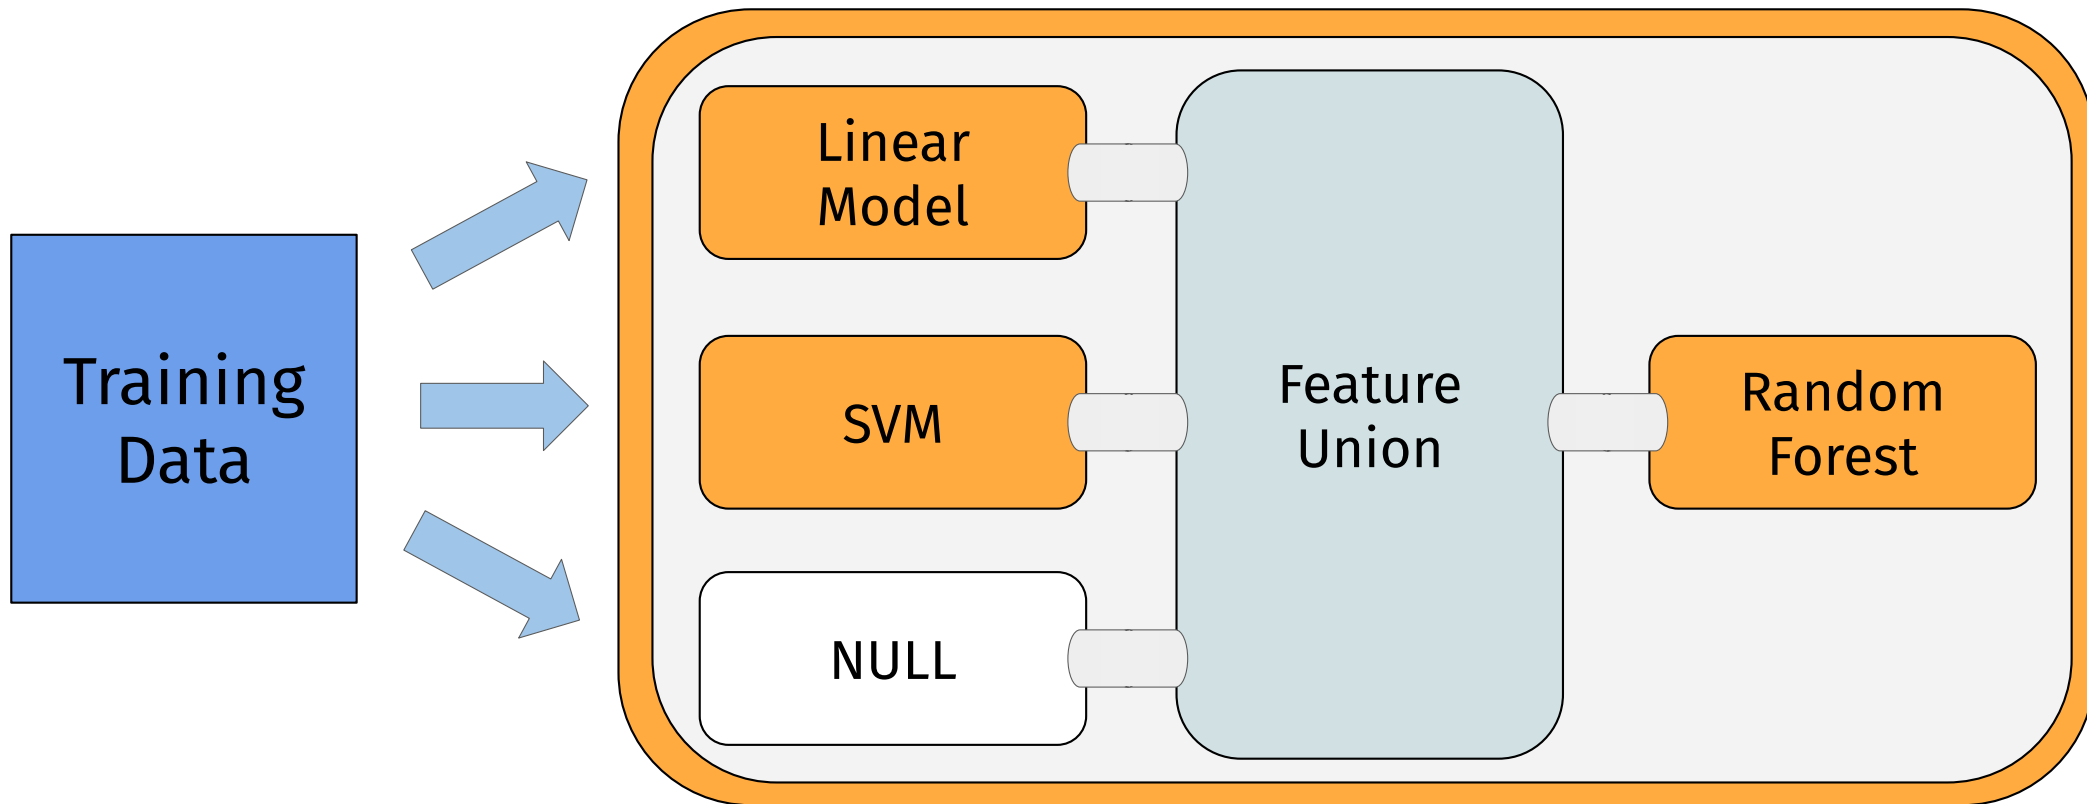 Training
Data
Linear
Model
SVM
NULL
Feature
Union
Random
Forest